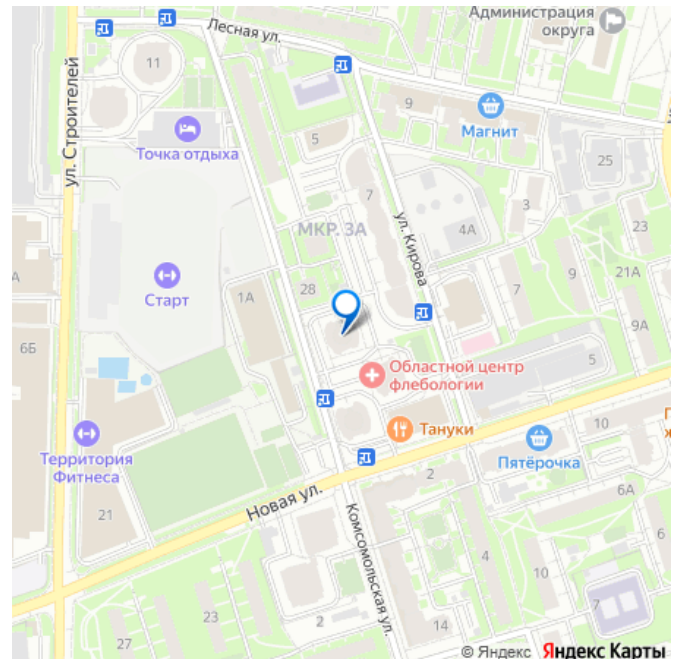 Администрация
округа
Лесная ул.
11
ул. Строителей
Точка отдыха
9
Магнит
5
25
7
3
МКР. 3А
ул. Кирова
4А
23
28
7
9
21А
Старт
1А
9А
6Б
Областной центр
флебологии
5
Тануки
10
Пятёрочка
Территория
Фитнеса
2
Новая ул.
6А
21
Комсомольская ул.
4
10
7
23
2
14
27
© Яндекс Яндекс Карты